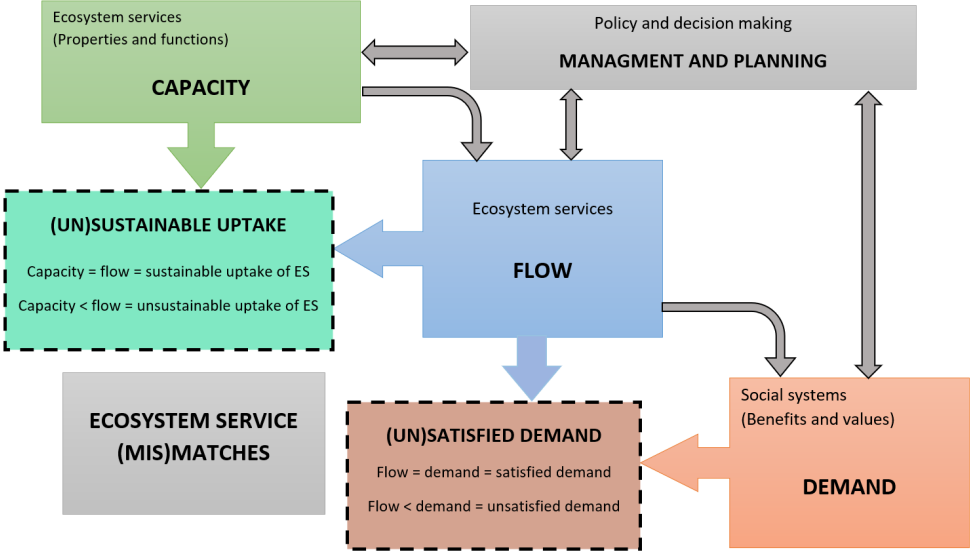 Ecosystem services
(Properties and functions)
CAPACITY
Policy and decision making
MANAGMENT AND PLANNING
(UN)SUSTAINABLE UPTAKE
Capacity = flow = sustainable uptake of ES
Capacity < flow = unsustainable uptake of ES
Ecosystem services
FLOW
ECOSYSTEM SERVICE
(MIS)MATCHES
(UN)SATISFIED DEMAND
Flow = demand = satisfied demand
Flow < demand = unsatisfied demand
Social systems
(Benefits and values)
DEMAND